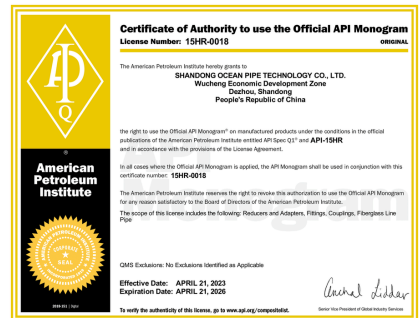 Certificate of Authority to use the Official API Monogram
License Number: 15HR-0018
ORIGINAL
The American Petroleum Institute hereby grants to
SHANDONG OCEAN PIPE TECHNOLOGY CO., LTD.
Wucheng Economic Development Zone
Dezhou, Shandong
People's Republic of China
the right to use the Official API Monogram® on manufactured products under the conditions in the official
publications of the American Petroleum Institute entitled API Spec Q1® and API-15HR
and in accordance with the provisions of the License Agreement.
In all cases where the Official API Monogram is applied, the API Monogram shall be used in conjunction with this
certificate number: 15HR-0018
The American Petroleum Institute reserves the right to revoke this authorization to use the Official API Monogram
for any reason satisfactory to the Board of Directors of the American Petroleum Institute.
The scope of this license includes the following: Reducers and Adapters, Fittings, Couplings, Fiberglass Line
Pipe
QMS Exclusions: No Exclusions Identified as Applicable
Effective Date: APRIL 21, 2023
Expiration Date: APRIL 21, 2026
To verify the authenticity of this license, go to www.api.org/compositelist.
Anchal Liddar
Senior Vice President of Global Industry Services
API
Q
®
American
Petroleum
Institute
CORPORATE
SEAL
2018-151 | Digital
API
Monogram